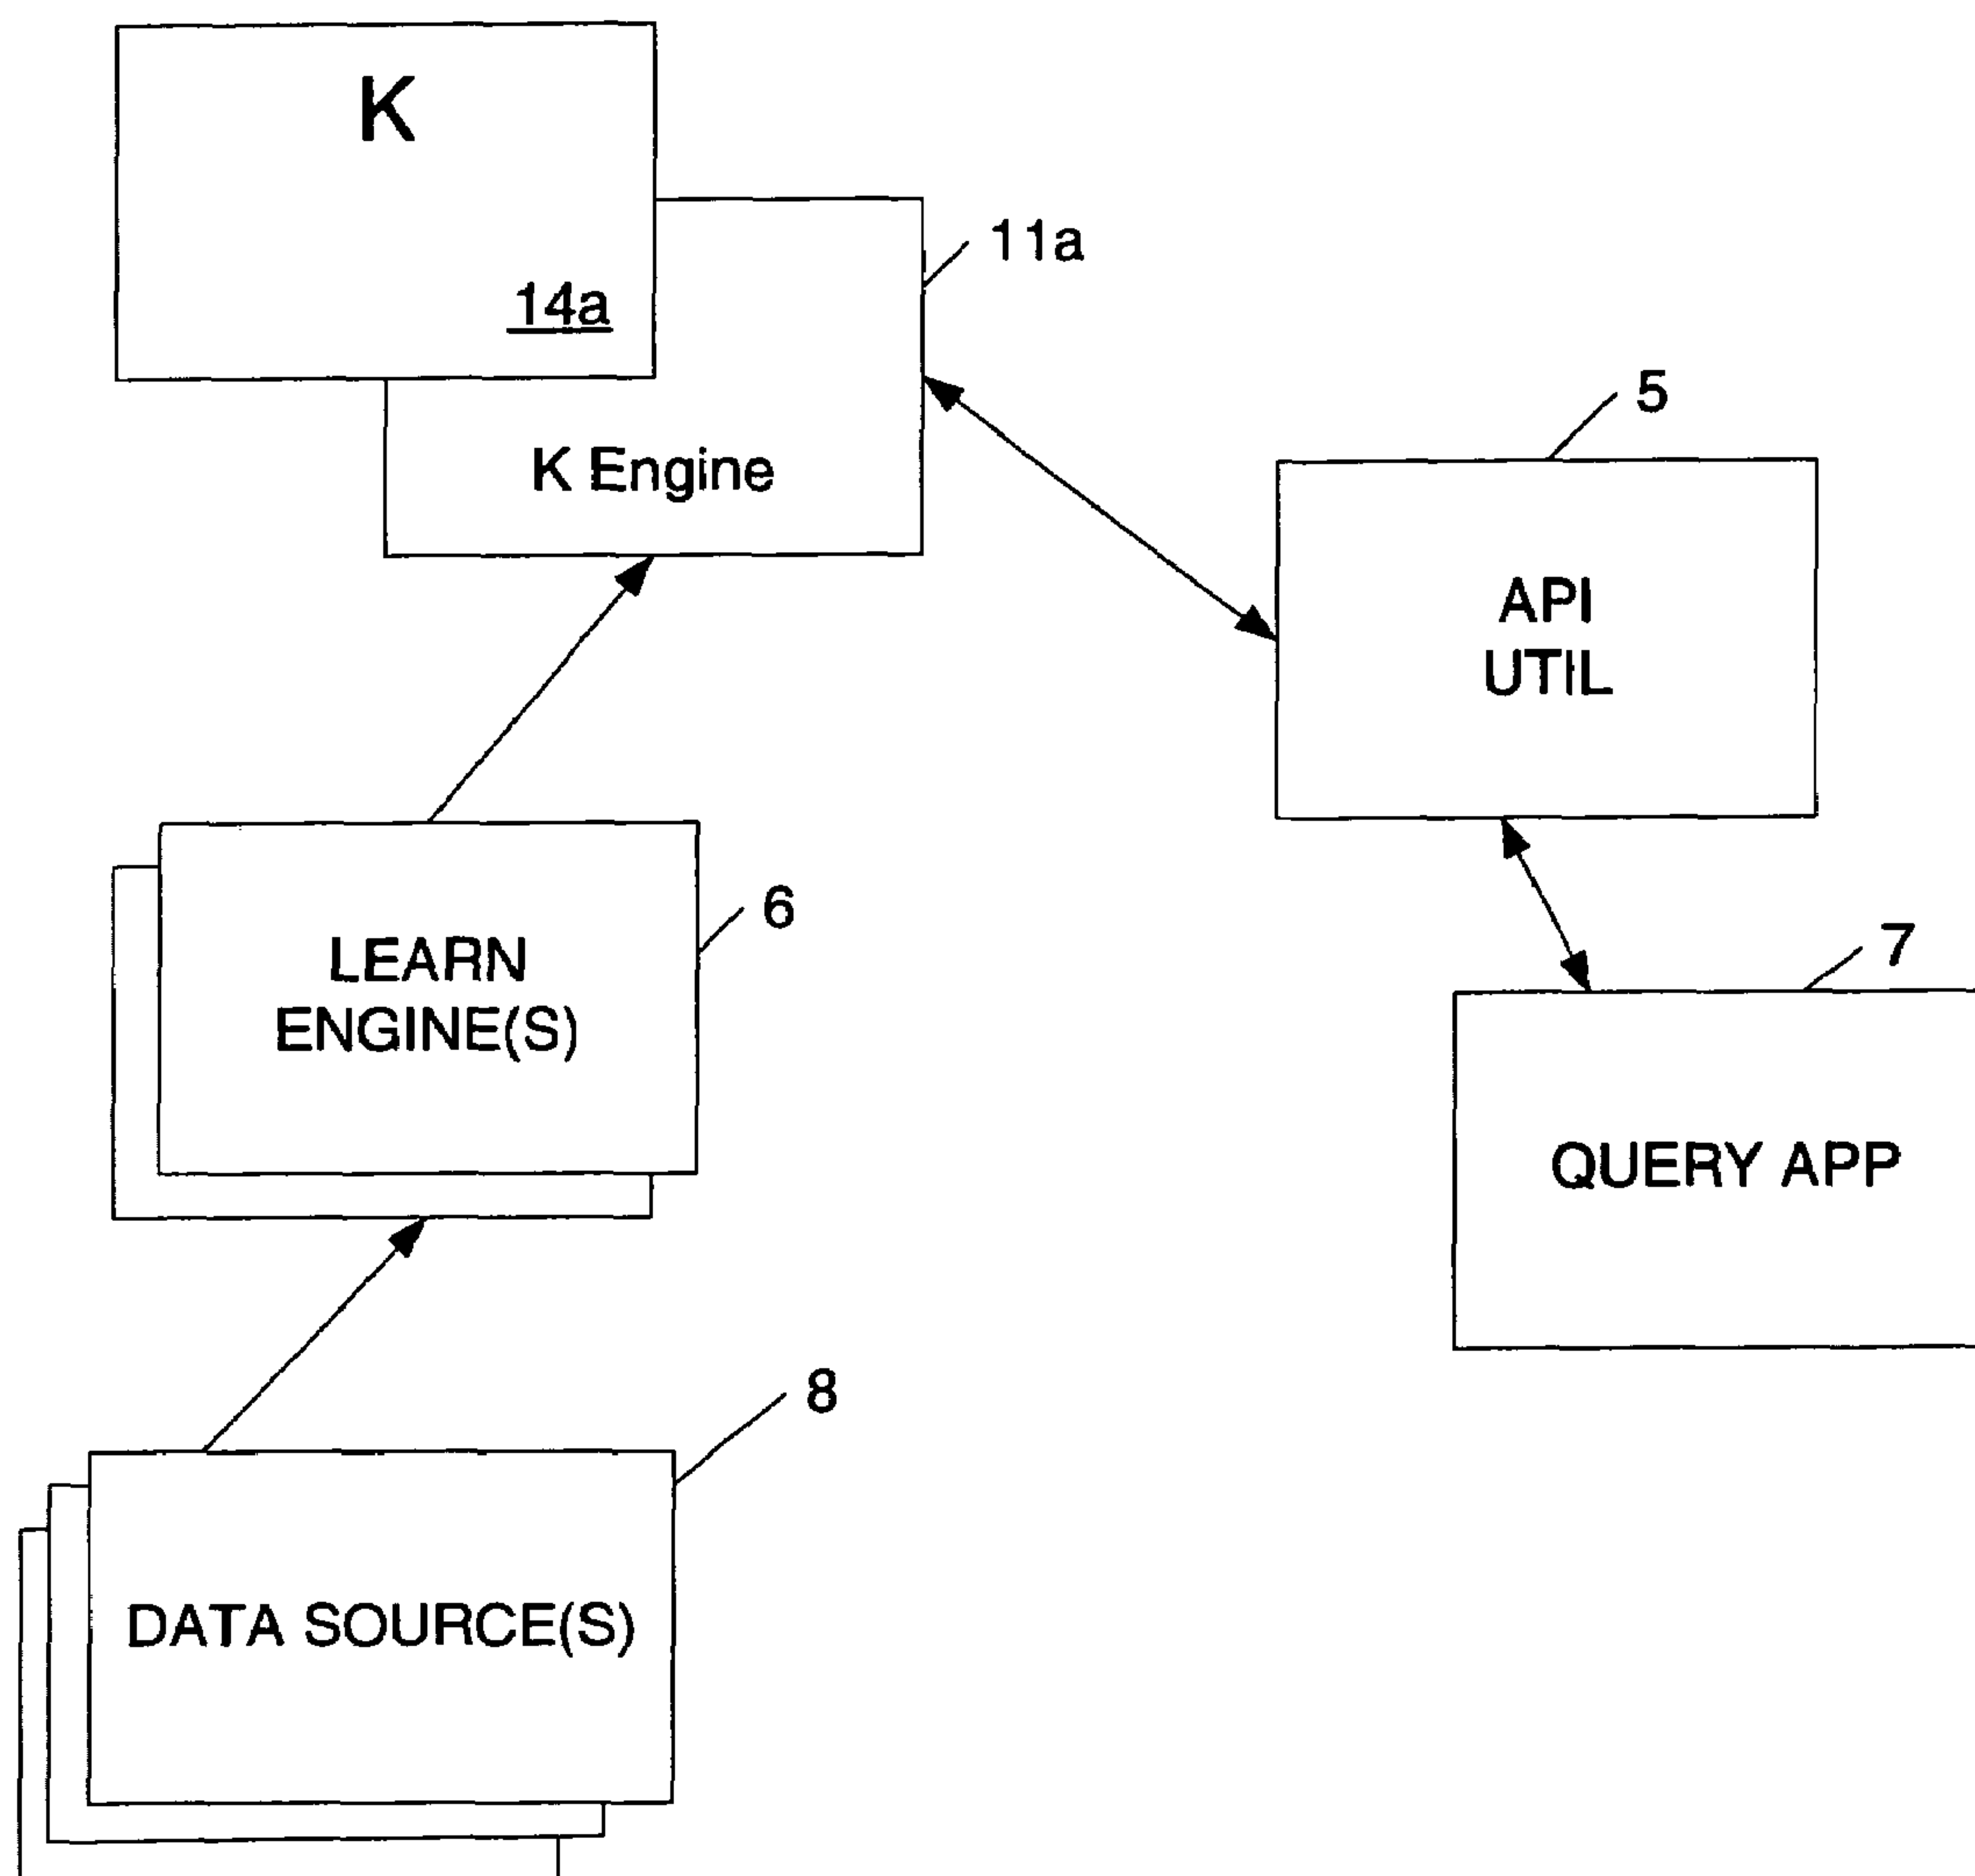 K
14a
11a
K Engine
5
API
UTIL
6
LEARN
ENGINE(S)
7
QUERY APP
8
DATA SOURCE(S)